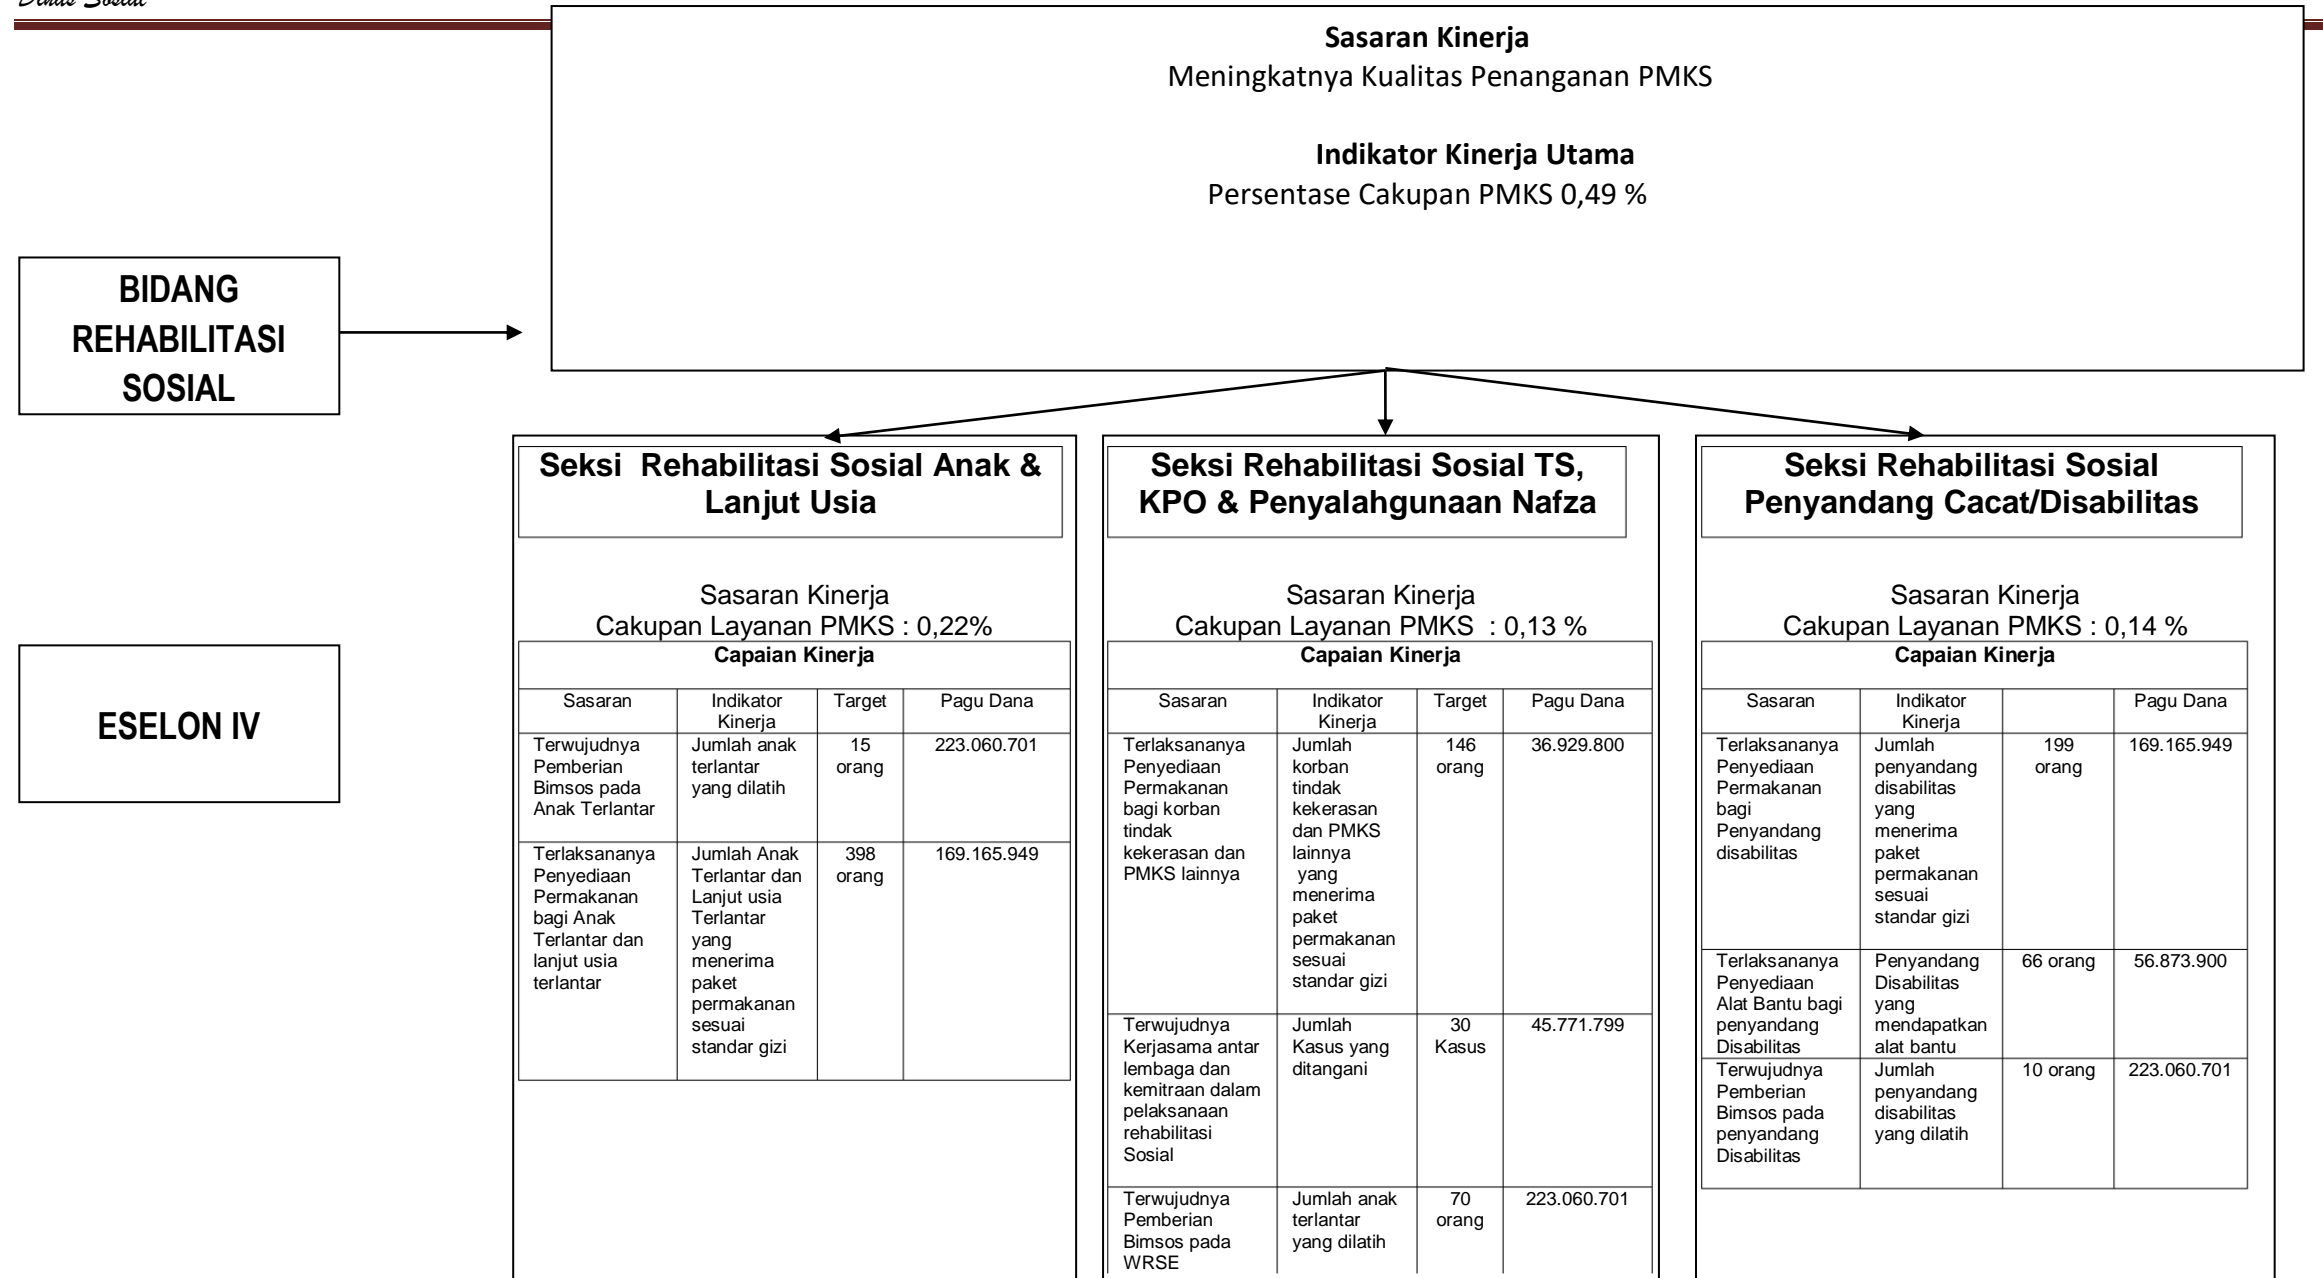 Dinas Sosial
Sasaran Kinerja
Meningkatnya Kualitas Penanganan PMKS
Indikator Kinerja Utama
Persentase Cakupan PMKS 0,49 %
BIDANG
REHABILITASI
SOSIAL
ESELON IV
Seksi Rehabilitasi Sosial Anak &
Lanjut Usia
Sasaran Kinerja
Cakupan Layanan PMKS : 0,22%
Capaian Kinerja
Sasaran
Indikator
Kinerja
Target
Pagu Dana
Terwujudnya
Pemberian
Bimsos pada
Anak Terlantar
Jumlah anak
terlantar
yang dilatih
15
orang
223.060.701
Terlaksananya
Penyediaan
Permakanan
bagi Anak
Terlantar dan
lanjut usia
terlantar
Jumlah Anak
Terlantar dan
Lanjut usia
Terlantar
yang
menerima
paket
permakanan
sesuai
standar gizi
398
orang
169.165.949
Seksi Rehabilitasi Sosial TS,
KPO & Penyalahgunaan Nafza
Sasaran Kinerja
Cakupan Layanan PMKS : 0,13 %
Capaian Kinerja
Sasaran
Indikator
Kinerja
Target
Pagu Dana
Terlaksananya
Penyediaan
Permakanan
bagi korban
tindak
kekerasan dan
PMKS lainnya
Jumlah
korban
tindak
kekerasan
dan PMKS
lainnya
yang
menerima
paket
permakanan
sesuai
standar gizi
146
orang
36.929.800
Terwujudnya
Kerjasama antar
lembaga dan
kemitraan dalam
pelaksanaan
rehabilitasi
Sosial
Jumlah
Kasus yang
ditangani
30
Kasus
45.771.799
Terwujudnya
Pemberian
Bimsos pada
WRSE
Jumlah anak
terlantar
yang dilatih
70
orang
223.060.701
Seksi Rehabilitasi Sosial
Penyandang Cacat/Disabilitas
Sasaran Kinerja
Cakupan Layanan PMKS : 0,14 %
Capaian Kinerja
Sasaran
Indikator
Kinerja
Pagu Dana
Terlaksananya
Penyediaan
Permakanan
bagi
Penyandang
disabilitas
Jumlah
penyandang
disabilitas
yang
menerima
paket
permakanan
sesuai
standar gizi
199
orang
169.165.949
Terlaksananya
Penyediaan
Alat Bantu bagi
penyandang
Disabilitas
Penyandang
Disabilitas
yang
mendapatkan
alat bantu
66 orang
56.873.900
Terwujudnya
Pemberian
Bimsos pada
penyandang
Disabilitas
Jumlah
penyandang
disabilitas
yang dilatih
10 orang
223.060.701